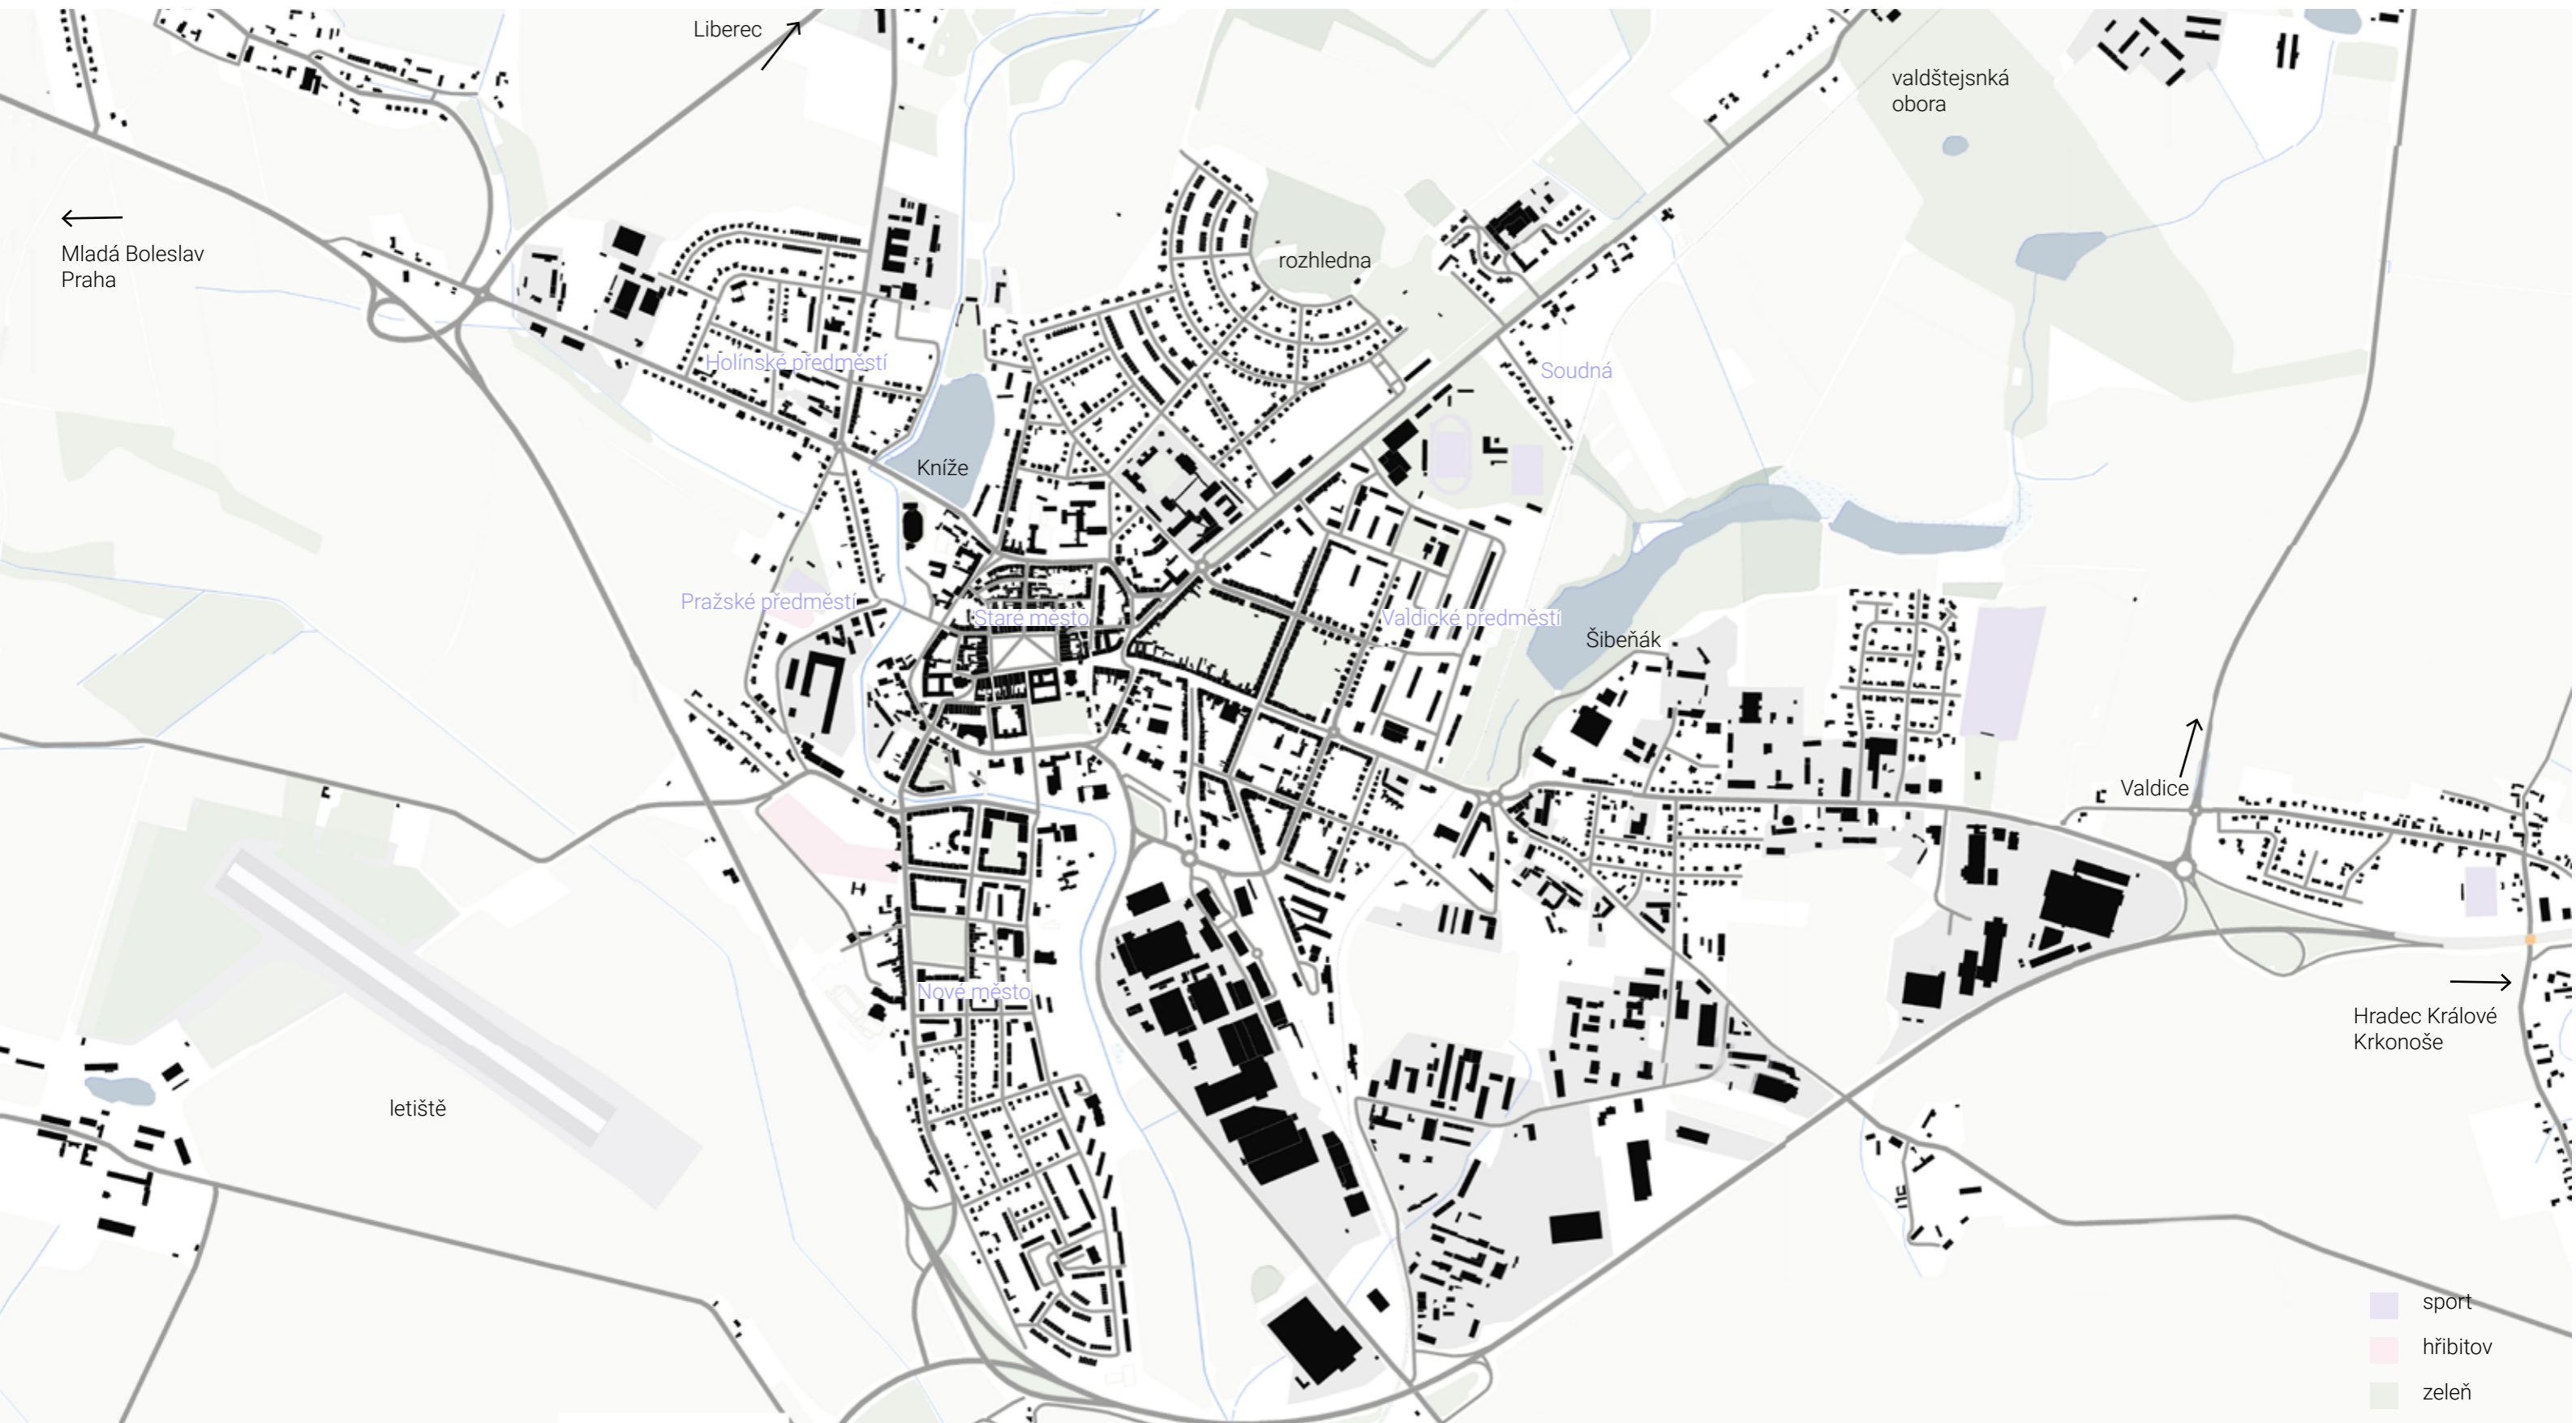 Liberec
valdštejsnká
obora
Mladá Boleslav
Praha
rozhledna
Holínské předměstí
Soudná
Kníže
Pražské předměstí
Staré město
Valdické předměstí
Šibeňák
Valdice
Nové město
Hradec Králové
Krkonoše
letiště
sport
hřibitov
zeleň